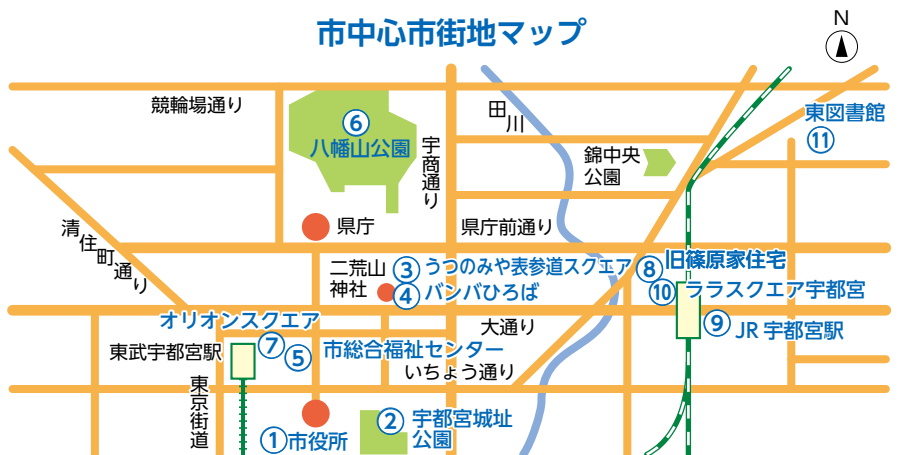 市中心市街地マップ
N
競輪場通り
田川
東図書館
⑪
⑥
八幡山公園
宇商通り
錦中央
公園
清住町通り
県庁
県庁前通り
二荒山
神社
③ うつのみや表参道スクエア
④ バンバひろば
⑧ 旧篠原家住宅
⑩ ララスクエア宇都宮
⑨ JR宇都宮駅
オリオンスクエア
⑦
大通り
東武宇都宮駅
⑤ 市総合福祉センター
いちょう通り
東京街道
① 市役所
② 宇都宮城址
公園